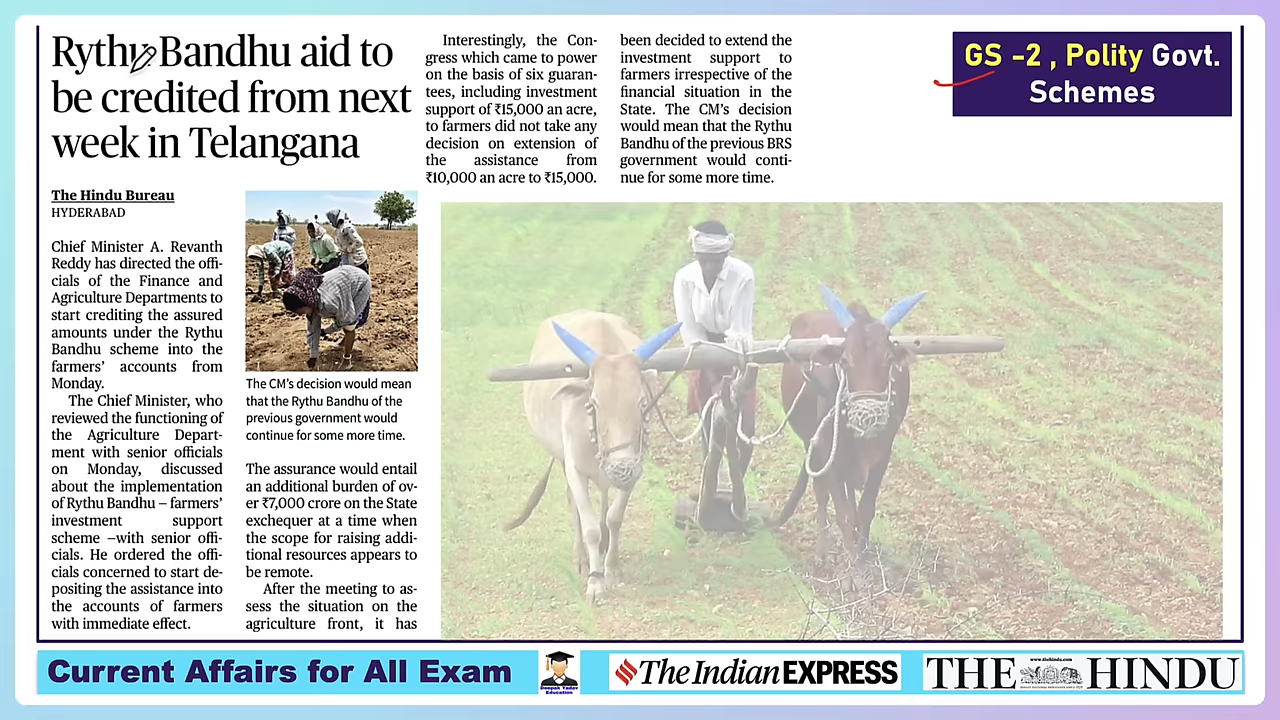 Rythu Bandhu aid to
be credited from next
week in Telangana
The Hindu Bureau
HYDERABAD
Chief Minister A. Revanth
Reddy has directed the offi-
cials of the Finance and
Agriculture Departments to
start crediting the assured
amounts under the Rythu
Bandhu scheme into the
farmers' accounts from
Monday.
The Chief Minister, who
reviewed the functioning of
the Agriculture Depart-
ment with senior officials
on Monday, discussed
about the implementation
of Rythu Bandhu – farmers'
investment support
scheme –with senior offi-
cials. He ordered the offi-
cials concerned to start de-
positing the assistance into
the accounts of farmers
with immediate effect.
The CM's decision would mean
that the Rythu Bandhu of the
previous government would
continue for some more time.
The assurance would entail
an additional burden of ov-
er ₹7,000 crore on the State
exchequer at a time when
the scope for raising addi-
tional resources appears to
be remote.
After the meeting to as-
sess the situation on the
agriculture front, it has
Interestingly, the Con-
gress which came to power
on the basis of six guaran-
tees, including investment
support of ₹15,000 an acre,
to farmers did not take any
decision on extension of
the assistance from
₹10,000 an acre to ₹15,000.
been decided to extend the
investment support to
farmers irrespective of the
financial situation in the
State. The CM's decision
would mean that the Rythu
Bandhu of the previous BRS
government would conti-
nue for some more time.
GS -2 , Polity Govt.
Schemes
Current Affairs for All Exam
Deepak Yadav
Education
The Indian EXPRESS
www.thehindu.com
THE HINDU